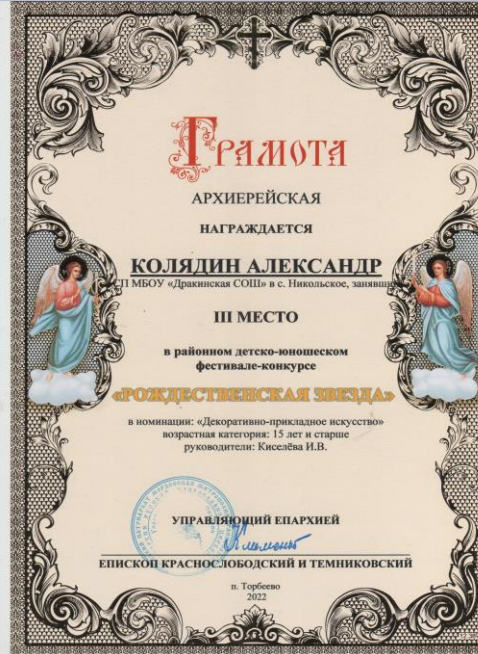 Грамота
АРХИЕРЕЙСКАЯ
НАГРАЖДАЕТСЯ
КОЛЯДИН АЛЕКСАНДР
СП МБОУ «Дракинская СОШ» в с. Никольское, занявш
III МЕСТО
в районном детско-юношеском
фестивале-конкурсе
«РОЖДЕСТВЕНСКАЯ ЗВЕЗДА»
в номинации: «Декоративно-прикладное искусство»
возрастная категория: 15 лет и старше
руководители: Киселёва И.В.
УПРАВЛЯЮЩИЙ ЕПАРХИЕЙ
ЕПИСКОП КРАСНОСЛОБОДСКИЙ И ТЕМНИКОВСКИЙ
п. Торбеево
2022